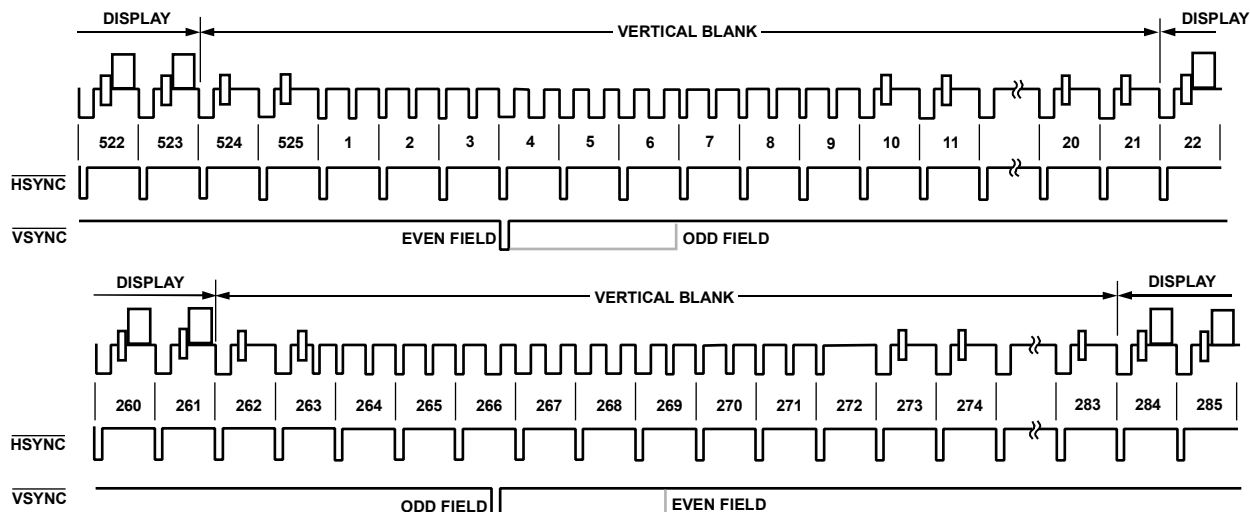 DISPLAY VERTICAL BLANK DISPLAY
522 523 524 525 1 2 3 4 5 6 7 8 9 10 11 20 21 22
HSYNC
VSYNC EVEN FIELD ODD FIELD
DISPLAY VERTICAL BLANK DISPLAY
260 261 262 263 264 265 266 267 268 269 270 271 272 273 274 283 284 285
HSYNC
VSYNC ODD FIELD EVEN FIELD